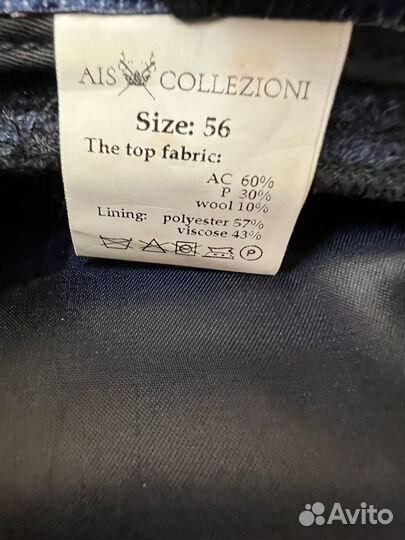 AIS COLLEZIONI
Size: 56
The top fabric:
AC 60%
P 30%
wool 10%
Lining: polyester 57%
viscose 43%
P
Avito